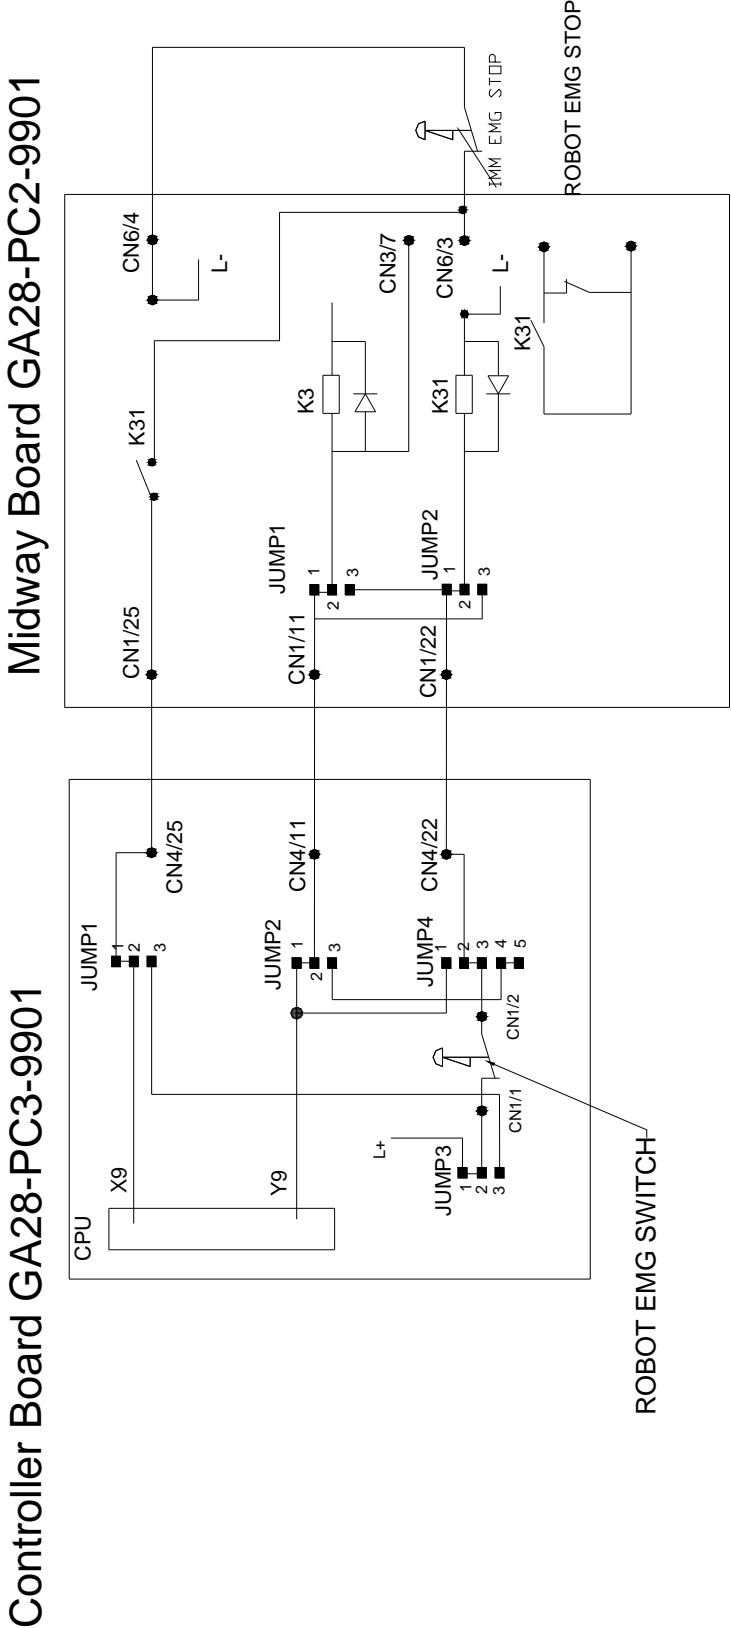 Controller Board GA28-PC3-9901
Midway Board GA28-PC2-9901
CPU
X9
Y9
JUMP1
1
2
3
CN4/25
JUMP2
1
2
3
CN4/11
JUMP4
1
2
3
4
5
CN4/22
L+
JUMP3
1
2
3
CN1/1
CN1/2
ROBOT EMG SWITCH
CN1/25
K31
CN6/4
L-
CN1/11
JUMP1
1
2
3
K3
CN3/7
CN1/22
JUMP2
1
2
3
K31
L-
CN6/3
K31
IMM EMG STOP
ROBOT EMG STOP